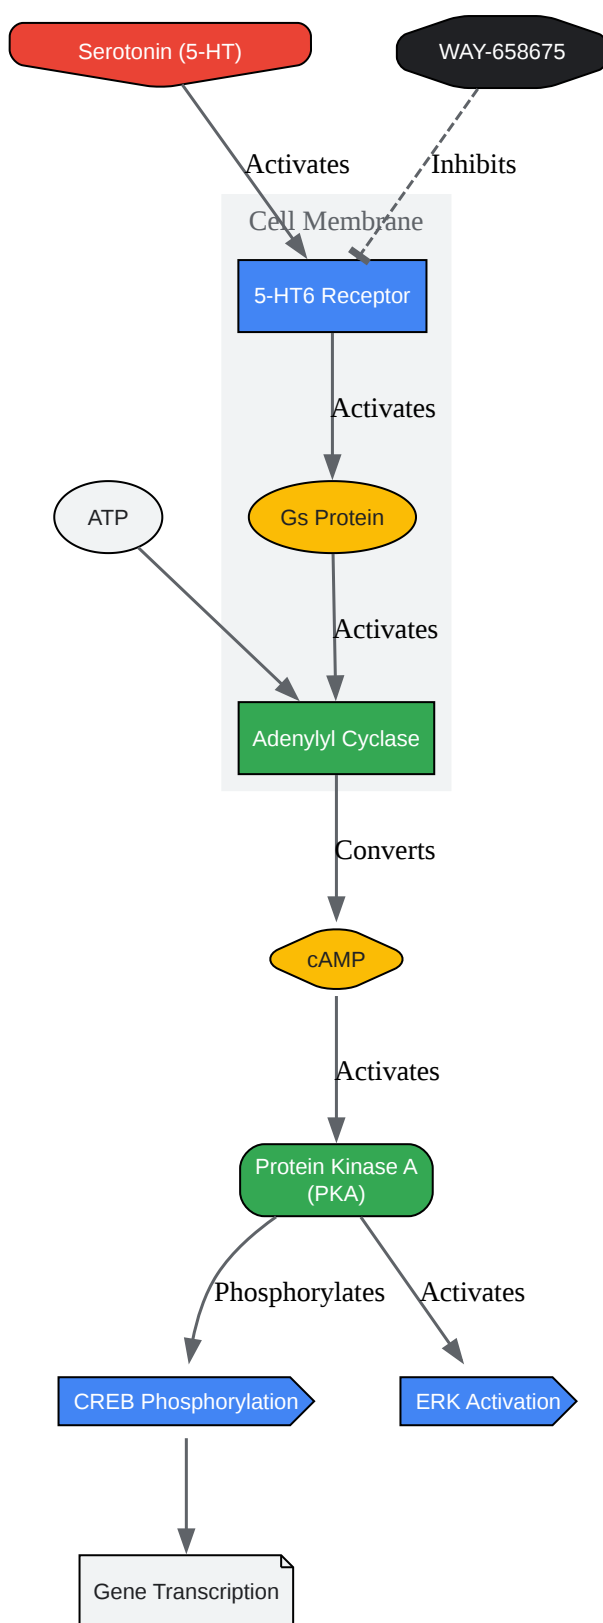 Serotonin (5-HT)
WAY-658675
Activates
Inhibits
Cell Membrane
5-HT6 Receptor
Activates
ATP
Gs Protein
Activates
Adenylyl Cyclase
Converts
cAMP
Activates
Protein Kinase A
(PKA)
Phosphorylates
Activates
CREB Phosphorylation
ERK Activation
Gene Transcription